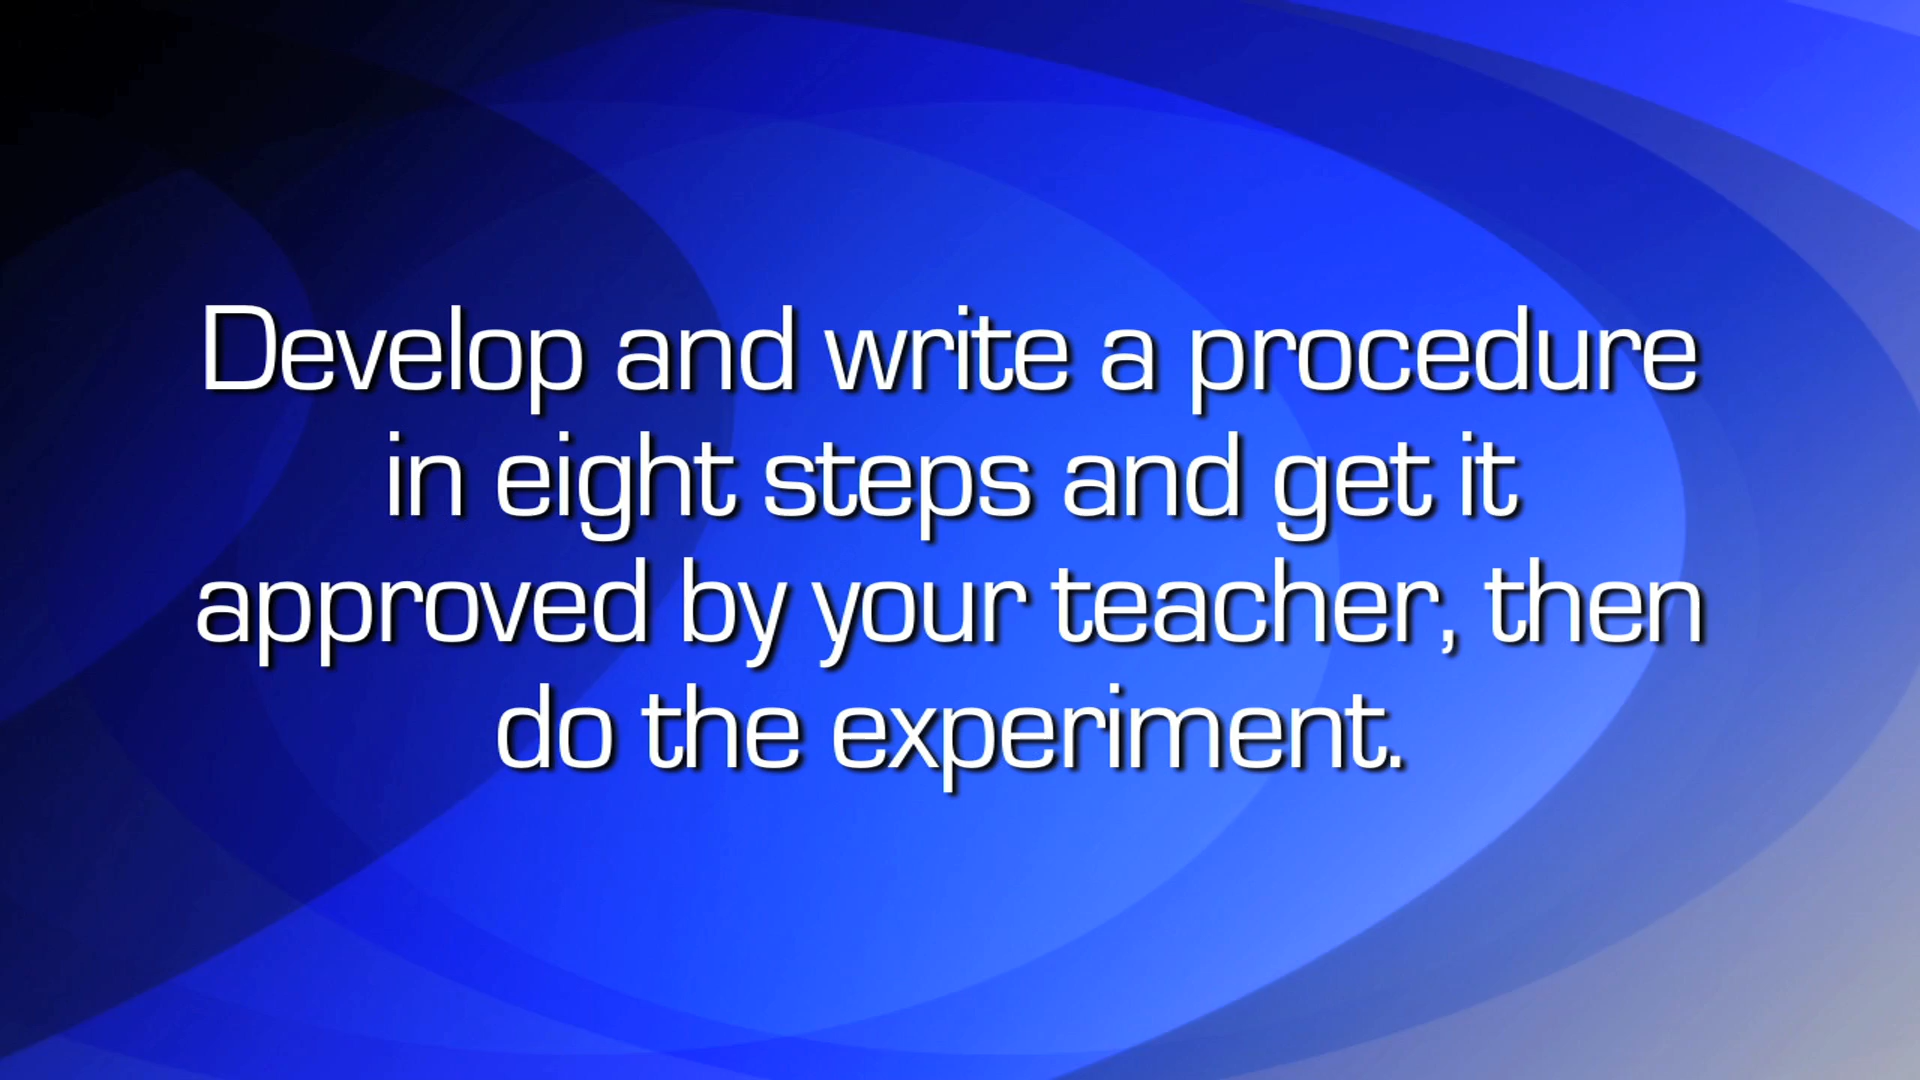 Develop and write a procedure
in eight steps and get it
approved by your teacher, then
do the experiment.